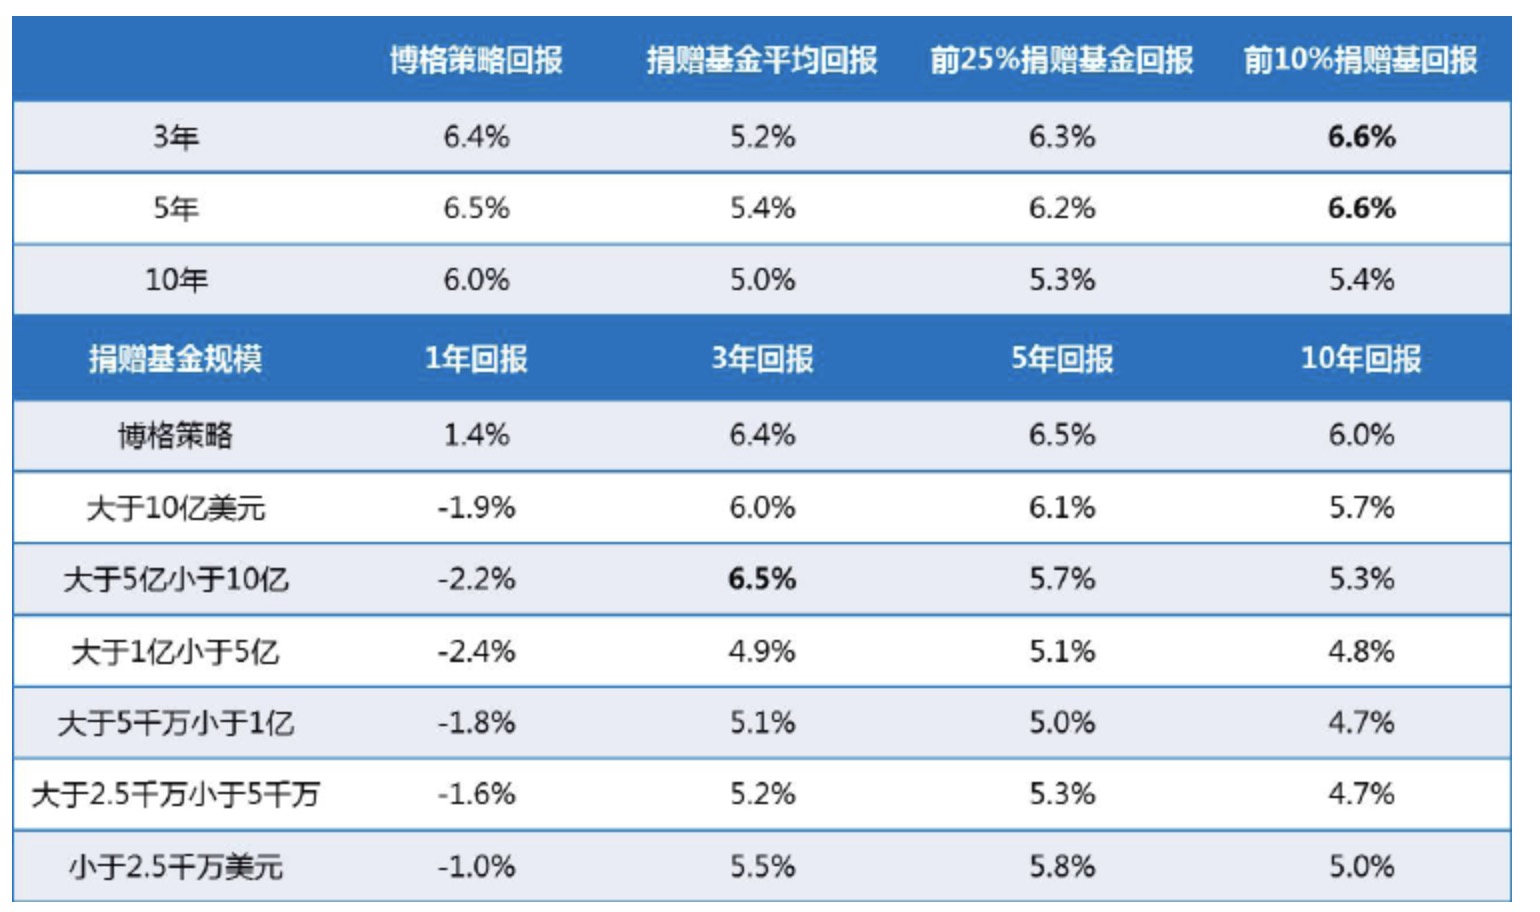 博格策略回报 捐赠基金平均回报 前25%捐赠基金回报 前10%捐赠基回报
3年 6.4% 5.2% 6.3% 6.6%
5年 6.5% 5.4% 6.2% 6.6%
10年 6.0% 5.0% 5.3% 5.4%
捐赠基金规模 1年回报 3年回报 5年回报 10年回报
博格策略 1.4% 6.4% 6.5% 6.0%
大于10亿美元 -1.9% 6.0% 6.1% 5.7%
大于5亿小于10亿 -2.2% 6.5% 5.7% 5.3%
大于1亿小于5亿 -2.4% 4.9% 5.1% 4.8%
大于5千万小于1亿 -1.8% 5.1% 5.0% 4.7%
大于2.5千万小于5千万 -1.6% 5.2% 5.3% 4.7%
小于2.5千万美元 -1.0% 5.5% 5.8% 5.0%